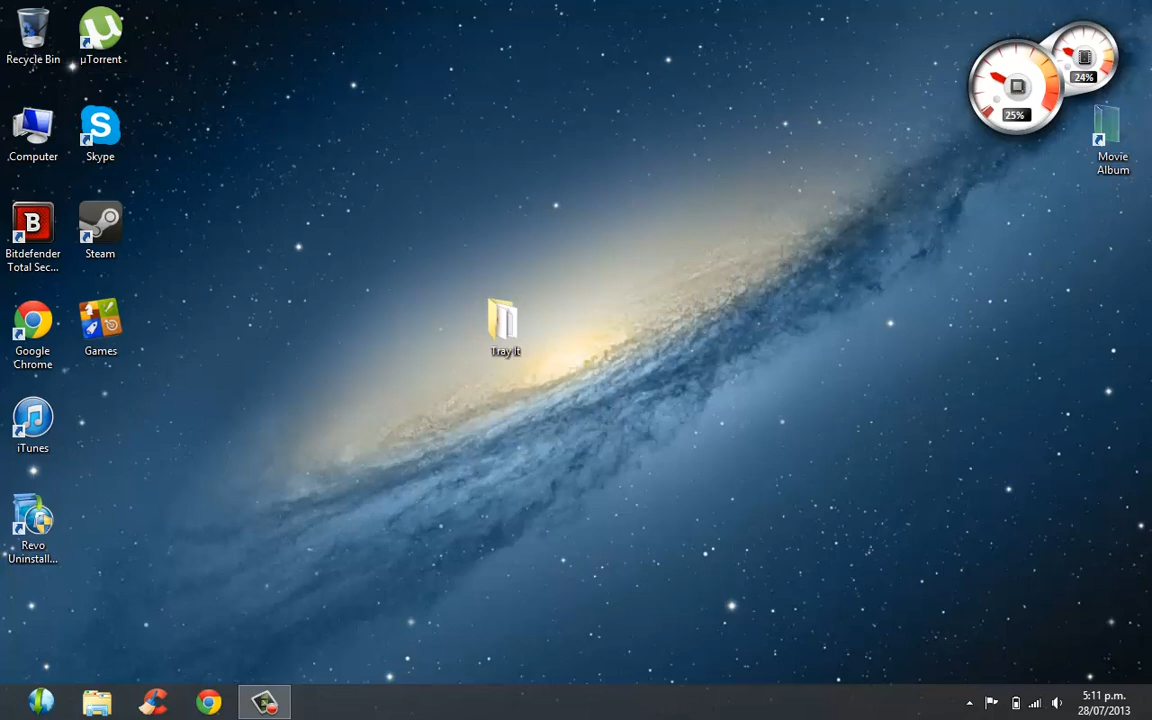 Recycle Bin
µTorrent
Computer
Skype
Bitdefender
Total Sec...
Steam
Google
Chrome
Games
iTunes
Revo
Uninstall...
Tray It
24%
25%
Movie
Album
5:11 p.m.
28/07/2013